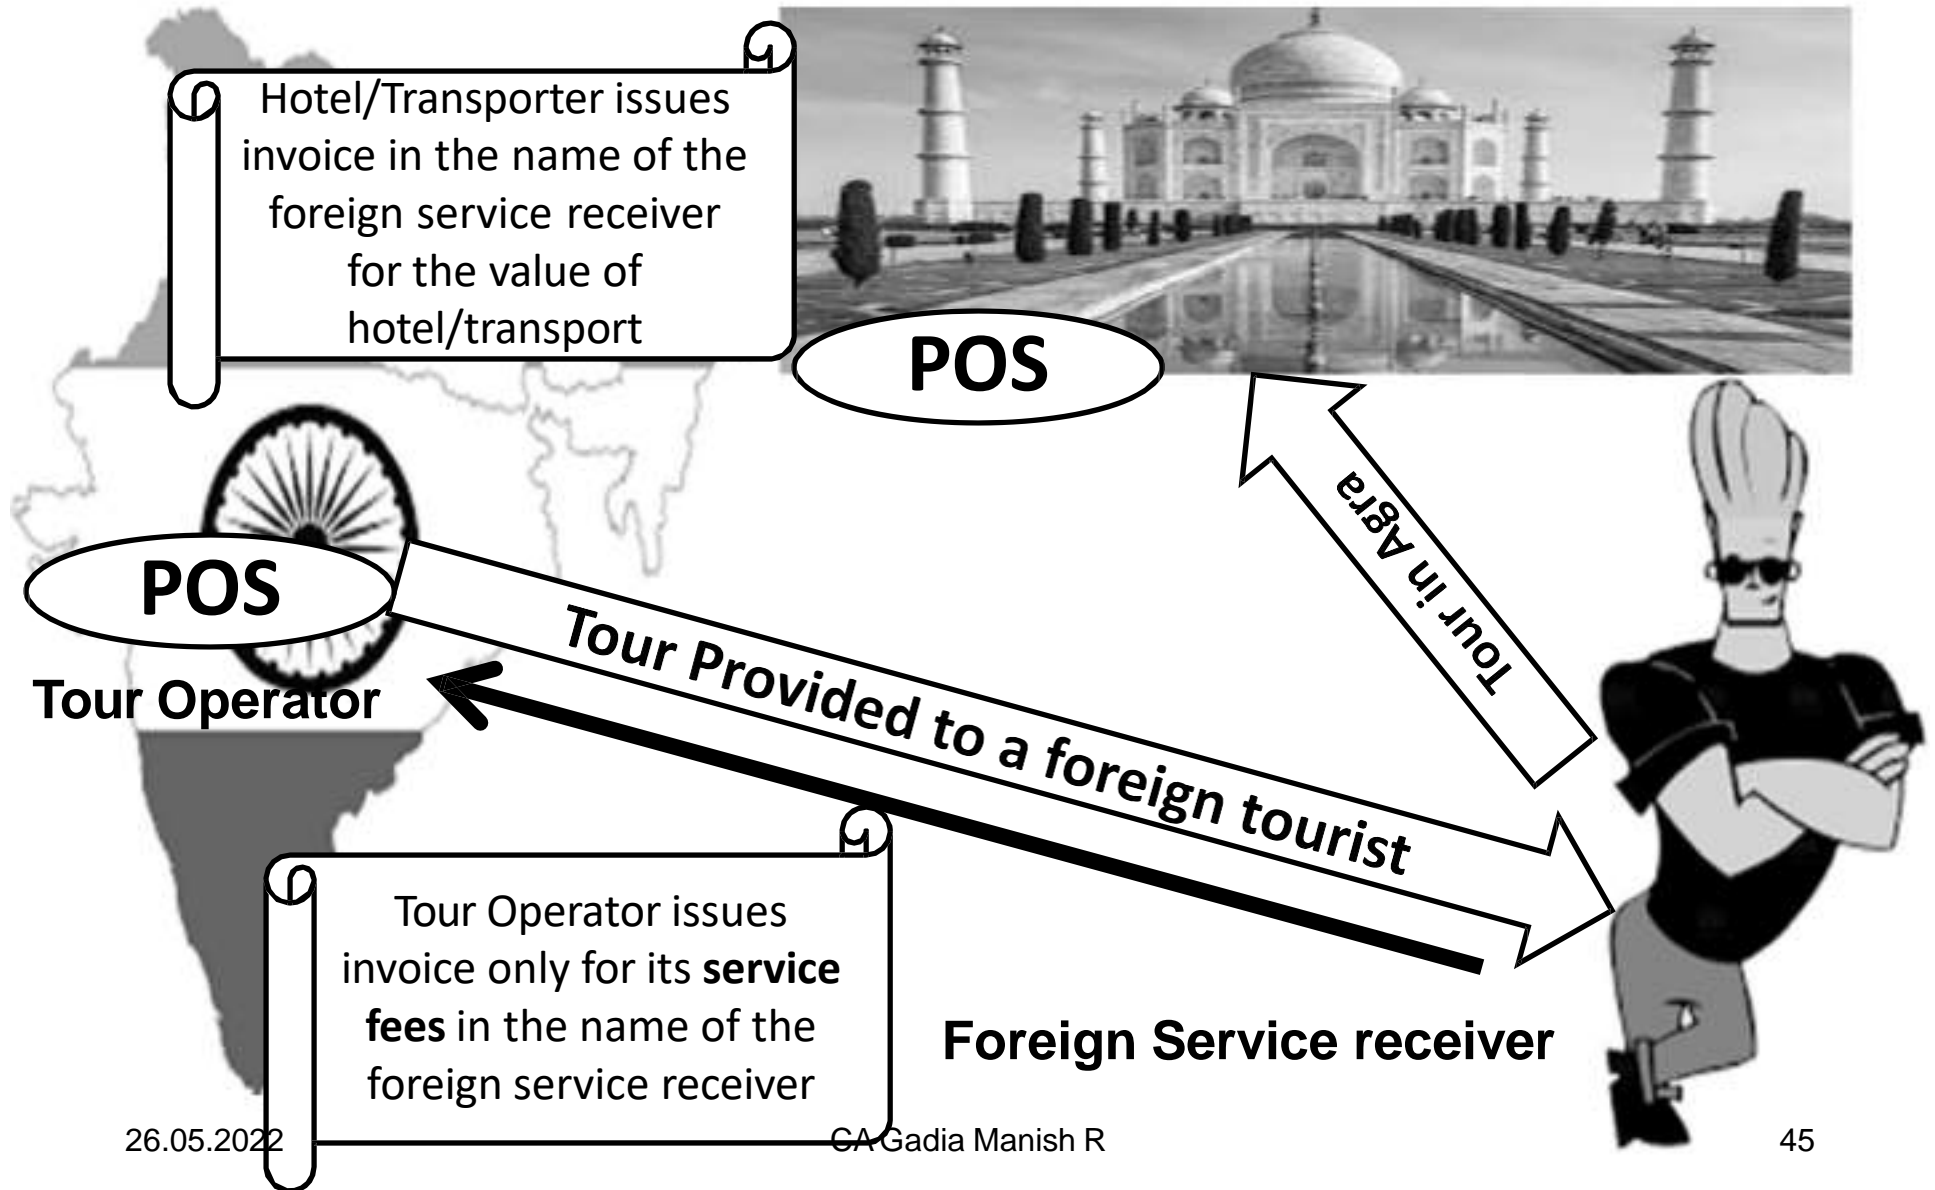 Hotel/Transporter issues
invoice in the name of the
foreign service receiver
for the value of
hotel/transport
POS
Tour in Agra
POS
Tour Operator
Tour Provided to a foreign tourist
Tour Operator issues
invoice only for its service
fees in the name of the
foreign service receiver
Foreign Service receiver
26.05.2022
CA Gadia Manish R
45